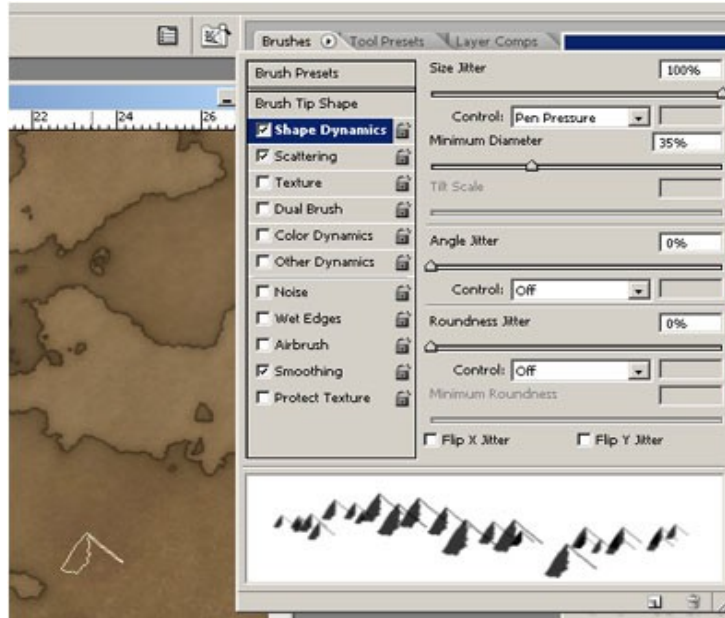 Brushes Tool Presets Layer Comps
22 24 26
Brush Presets
Brush Tip Shape
Shape Dynamics
Scattering
Texture
Dual Brush
Color Dynamics
Other Dynamics
Noise
Wet Edges
Airbrush
Smoothing
Protect Texture
Size Jitter 100%
Control: Pen Pressure
Minimum Diameter 35%
Tilt Scale
Angle Jitter 0%
Control: Off
Roundness Jitter 0%
Control: Off
Minimum Roundness
Flip X Jitter Flip Y Jitter